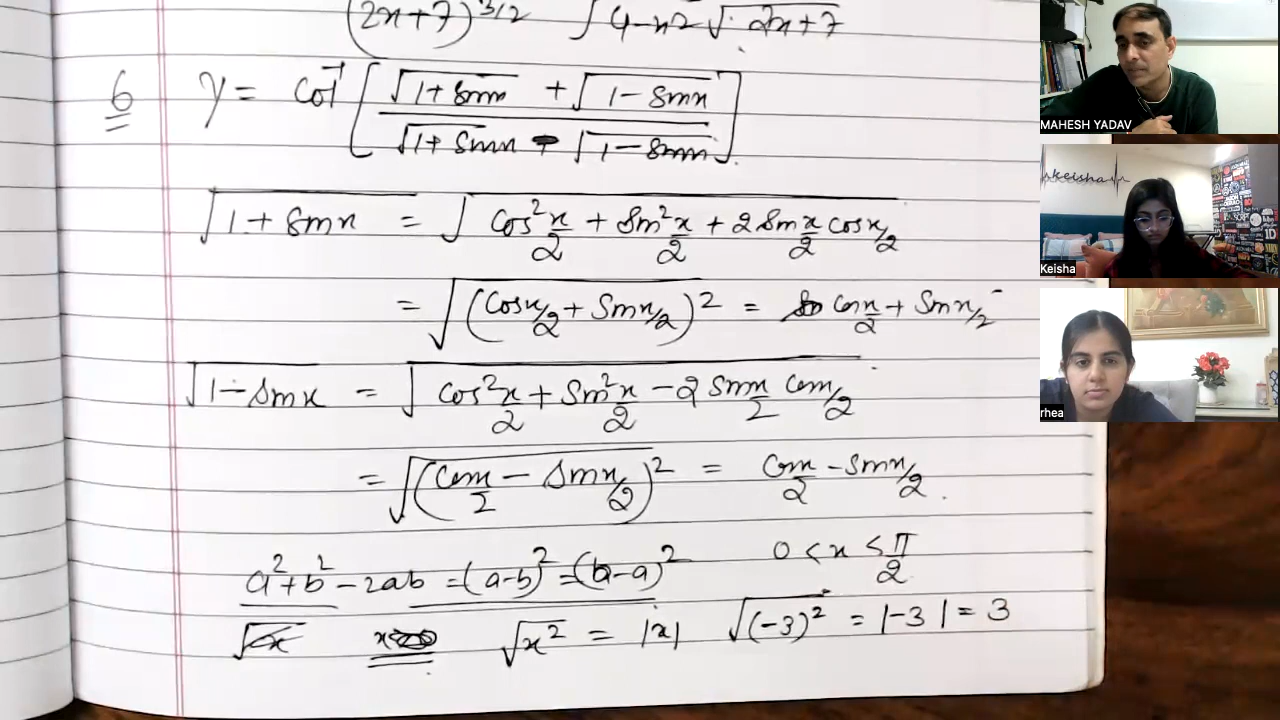 (2x+7)^3/2 ∫ 4-x2 √2x+7
6 y = cot⁻¹ [ (√1+sinx + √1-sinx) / (√1+sinx - √1-sinx) ]
√1+sinx = √cos²x/2 + sin²x/2 + 2 sinx/2 cosx/2
= √(cosx/2 + sinx/2)² = cosx/2 + sinx/2
√1-sinx = √cos²x/2 + sin²x/2 - 2 sinx/2 cosx/2
= √(cosx/2 - sinx/2)² = cosx/2 - sinx/2.
a²+b²-2ab = (a-b)² = (b-a)² 0<x<π/2
√x x √x² = |x| √(-3)² = |-3| = 3
MAHESH YADAV
keisha
Keisha
rhea